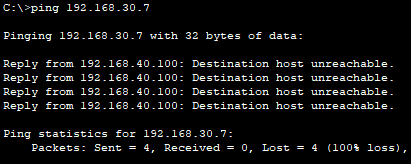 C:\>ping 192.168.30.7
Pinging 192.168.30.7 with 32 bytes of data:
Reply from 192.168.40.100: Destination host unreachable.
Reply from 192.168.40.100: Destination host unreachable.
Reply from 192.168.40.100: Destination host unreachable.
Reply from 192.168.40.100: Destination host unreachable.
Ping statistics for 192.168.30.7:
    Packets: Sent = 4, Received = 0, Lost = 4 (100% loss),